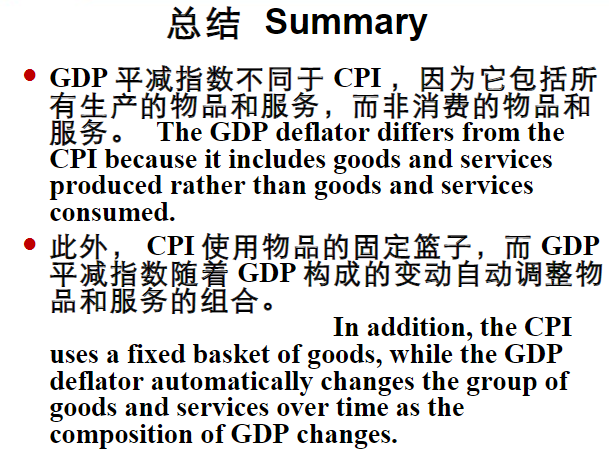 总结 Summary
• GDP 平减指数不同于 CPI ，因为它包括所
有生产的物品和服务，而非消费的物品和
服务。 The GDP deflator differs from the
CPI because it includes goods and services
produced rather than goods and services
consumed.
• 此外， CPI 使用物品的固定篮子，而 GDP
平减指数随着 GDP 构成的变动自动调整物
品和服务的组合。
In addition, the CPI
uses a fixed basket of goods, while the GDP
deflator automatically changes the group of
goods and services over time as the
composition of GDP changes.